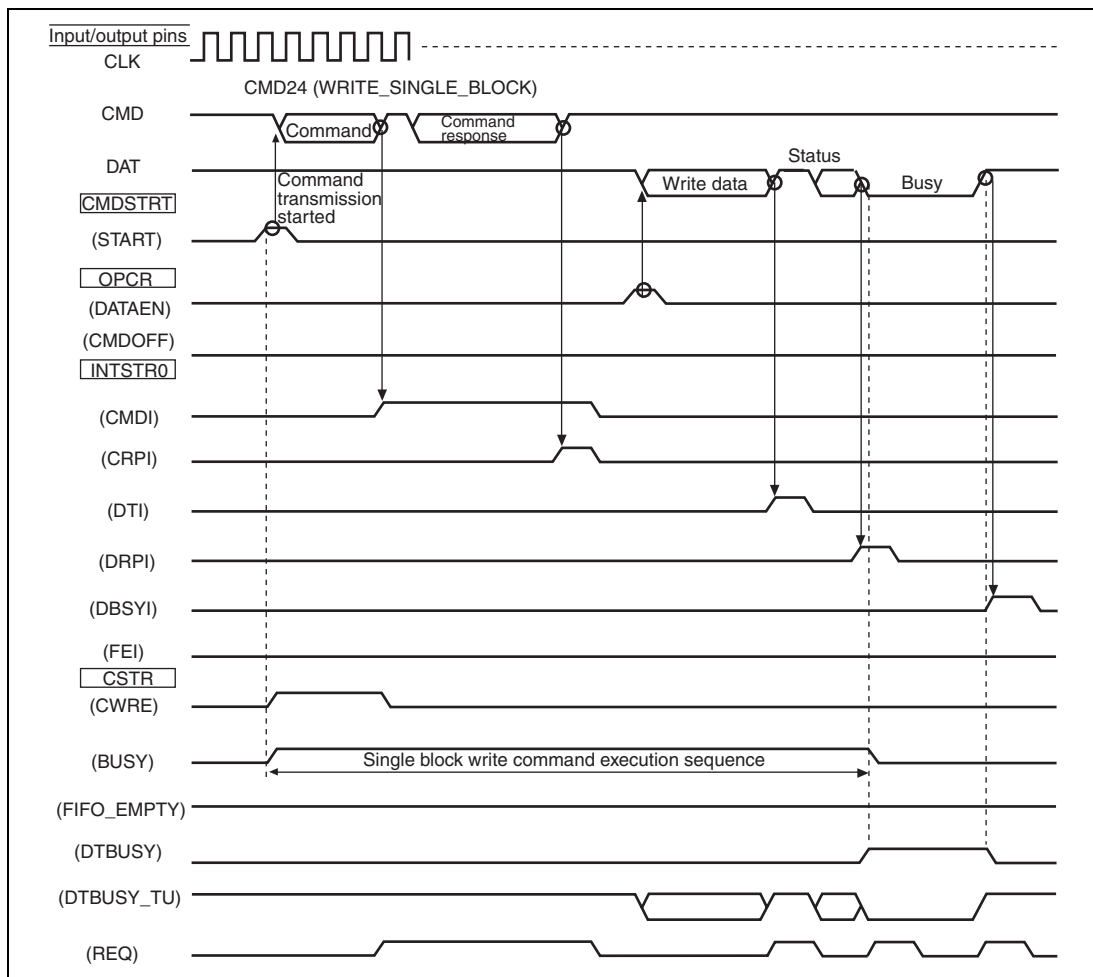 Input/output pins
CLK
CMD24 (WRITE_SINGLE_BLOCK)
CMD
Command
Command
response
DAT
Status
Write data
Busy
Command
transmission
started
CMDSTRT
(START)
OPCR
(DATAEN)
(CMDOFF)
INTSTR0
(CMDI)
(CRPI)
(DTI)
(DRPI)
(DBSYI)
(FEI)
CSTR
(CWRE)
(BUSY)
Single block write command execution sequence
(FIFO_EMPTY)
(DTBUSY)
(DTBUSY_TU)
(REQ)